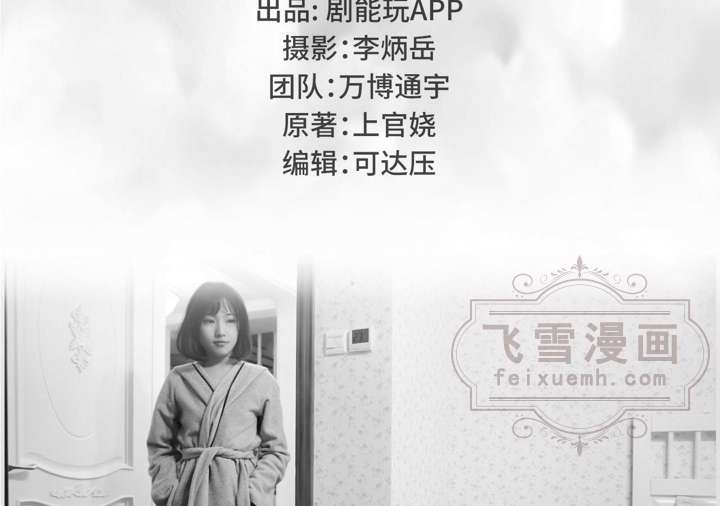 出品: 剧能玩APP
摄影:李炳岳
团队:万博通宇
原著:上官娆
编辑:可达压
飞雪漫画
feixuemh.com